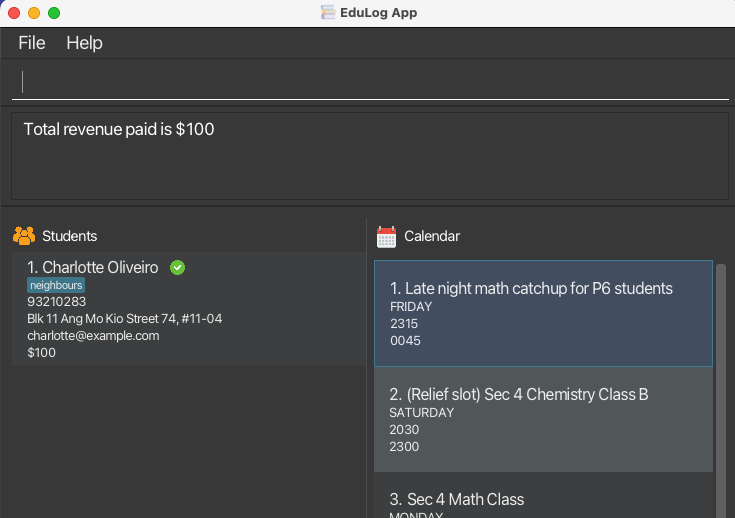 EduLog App
File Help
Total revenue paid is $100
Students
1. Charlotte Oliveiro
neighbours
93210283
Blk 11 Ang Mo Kio Street 74, #11-04
charlotte@example.com
$100
Calendar
1. Late night math catchup for P6 students
FRIDAY
2315
0045
2. (Relief slot) Sec 4 Chemistry Class B
SATURDAY
2030
2300
3. Sec 4 Math Class
MONDAY